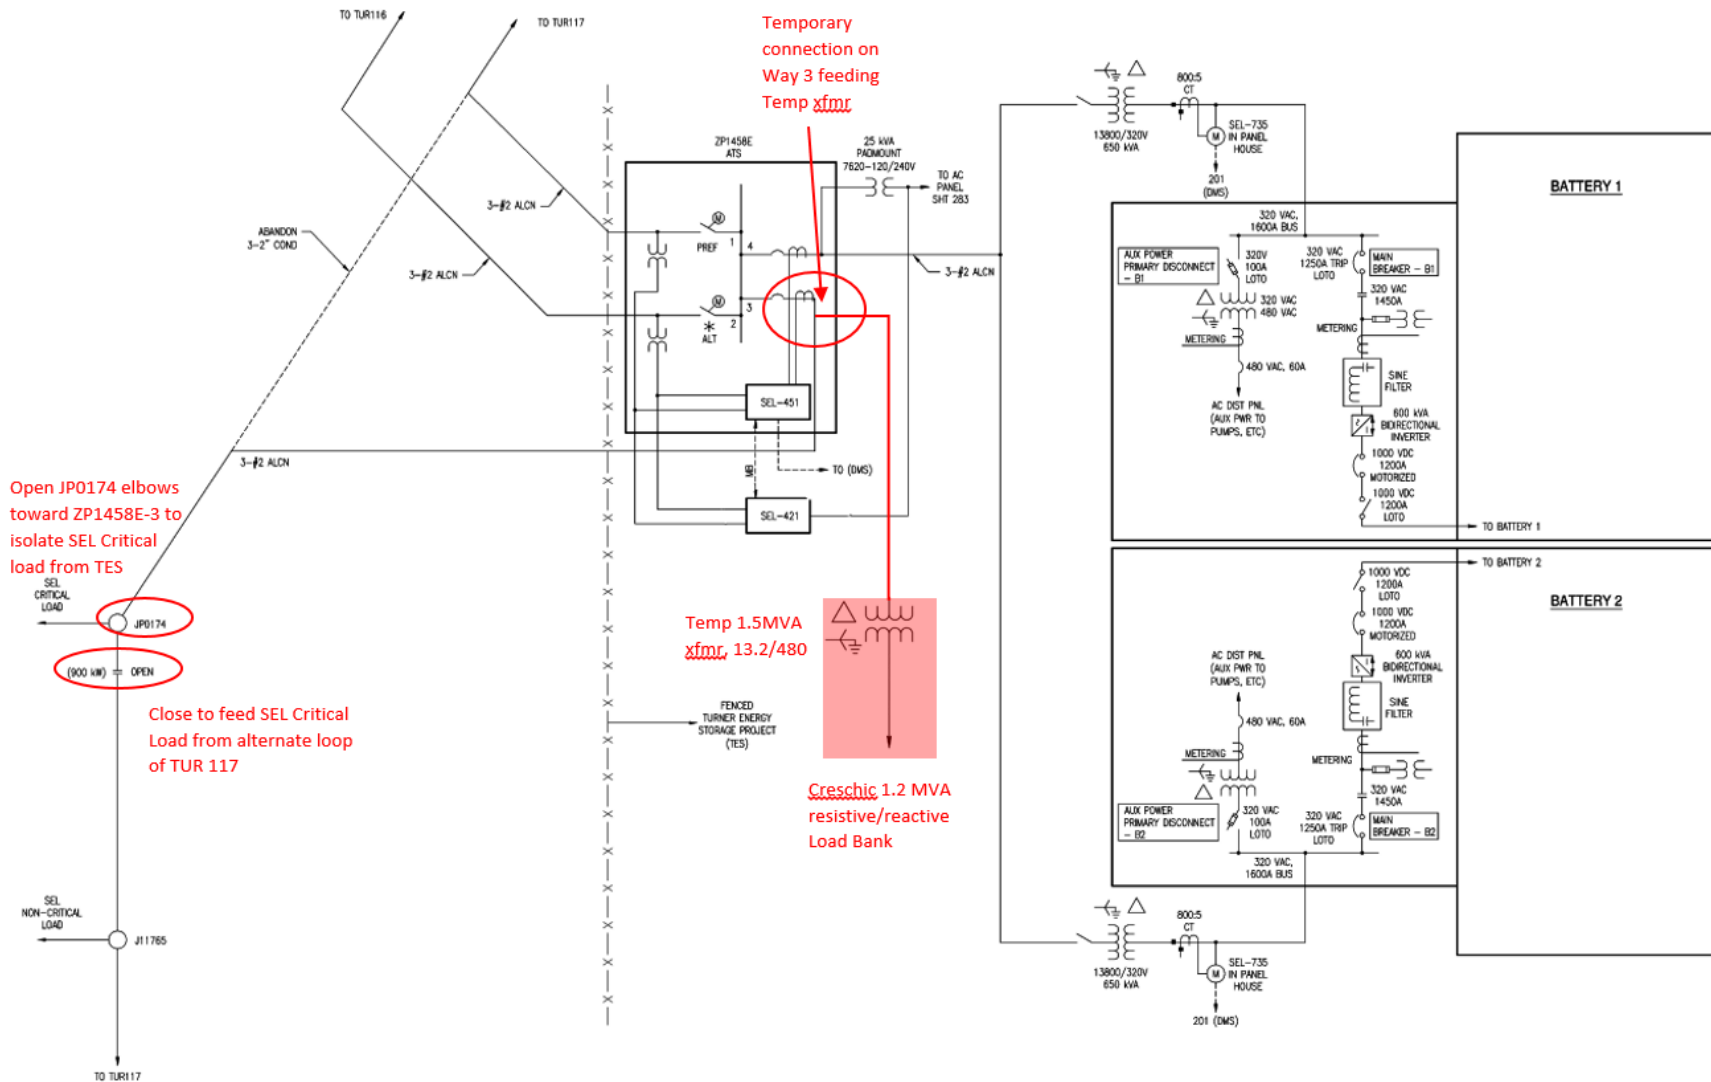 TO TUR116
TO TUR117
Temporary
connection on
Way 3 feeding
Temp xfmr
ZP1458E
ATS
25 kVA
PADMOUNT
7620-120/240V
TO AC
PANEL
SHT 283
800:5
CT
13800/320V
650 kVA
M
SEL-735
IN PANEL
HOUSE
201
(DMS)
BATTERY 1
3-#2 ALCN
ABANDON
3-2" COND
3-#2 ALCN
M
PREF
1
4
3-#2 ALCN
M
3
2
ALT
320 VAC,
1600A BUS
AUX POWER
PRIMARY DISCONNECT
- B1
320V
100A
LOTO
320 VAC
1250A TRIP
LOTO
MAIN
BREAKER - B1
320 VAC
480 VAC
320 VAC
1450A
METERING
METERING
480 VAC, 60A
SINE
FILTER
AC DIST PNL
(AUX PWR TO
PUMPS, ETC)
600 kVA
BIDIRECTIONAL
INVERTER
1000 VDC
1200A
MOTORIZED
1000 VDC
1200A
LOTO
TO BATTERY 1
SEL-451
3-#2 ALCN
MB
TO (DMS)
SEL-421
Open JP0174 elbows
toward ZP1458E-3 to
isolate SEL Critical
load from TES
SEL
CRITICAL
LOAD
JP0174
(900 kW)
OPEN
Close to feed SEL Critical
Load from alternate loop
of TUR 117
Temp 1.5MVA
xfmr, 13.2/480
FENCED
TURNER ENERGY
STORAGE PROJECT
(TES)
Creschic 1.2 MVA
resistive/reactive
Load Bank
TO BATTERY 2
1000 VDC
1200A
LOTO
1000 VDC
1200A
MOTORIZED
BATTERY 2
AC DIST PNL
(AUX PWR TO
PUMPS, ETC)
600 kVA
BIDIRECTIONAL
INVERTER
SINE
FILTER
480 VAC, 60A
METERING
METERING
320 VAC
1450A
AUX POWER
PRIMARY DISCONNECT
- B2
320 VAC
100A
LOTO
320 VAC
1250A TRIP
LOTO
MAIN
BREAKER - B2
320 VAC,
1600A BUS
SEL
NON-CRITICAL
LOAD
J11765
800:5
CT
13800/320V
650 kVA
M
SEL-735
IN PANEL
HOUSE
201 (DMS)
TO TUR117